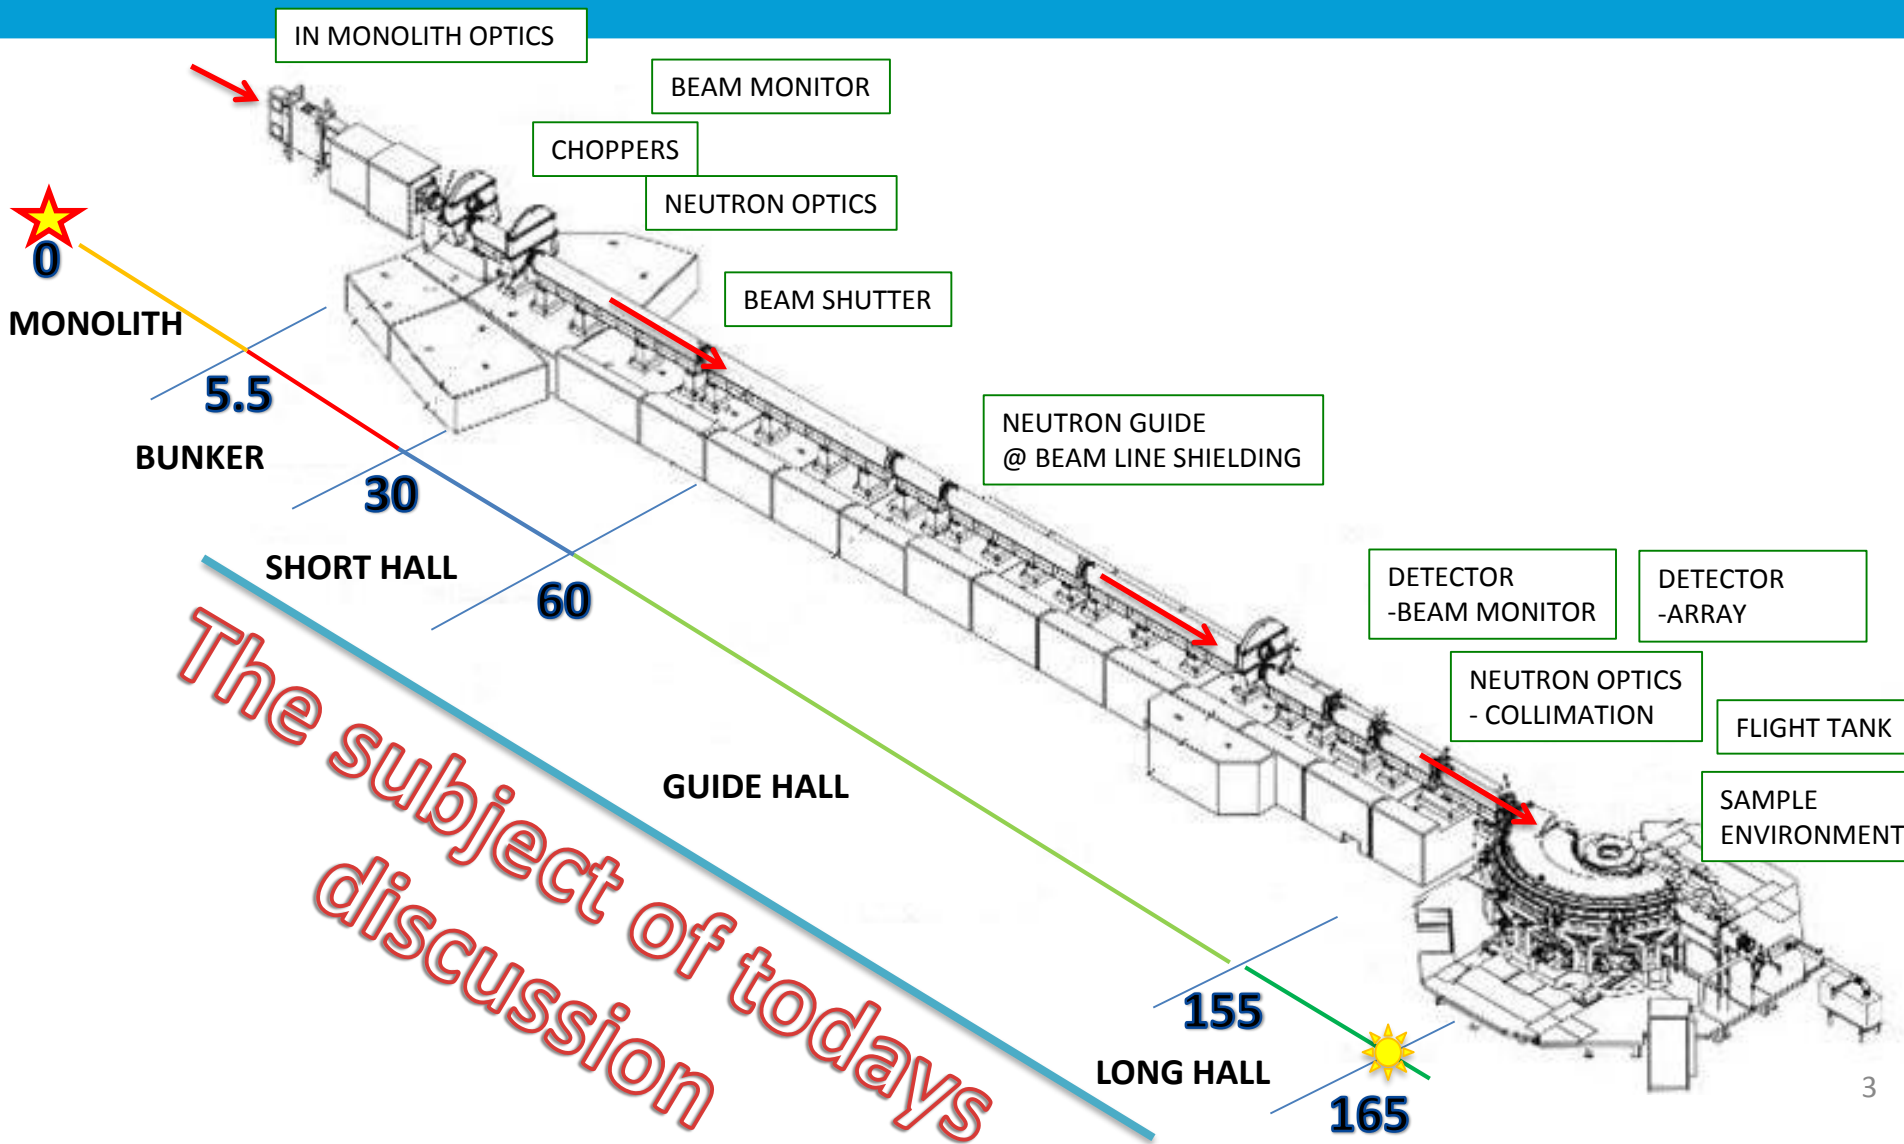 IN MONOLITH OPTICS
BEAM MONITOR
CHOPPERS
NEUTRON OPTICS
0
BEAM SHUTTER
MONOLITH
5.5
NEUTRON GUIDE
@ BEAM LINE SHIELDING
BUNKER
30
SHORT HALL
60
DETECTOR
-BEAM MONITOR
DETECTOR
-ARRAY
NEUTRON OPTICS
- COLLIMATION
FLIGHT TANK
GUIDE HALL
SAMPLE
ENVIRONMENT
The subject of todays
discussion
155
LONG HALL
165
3